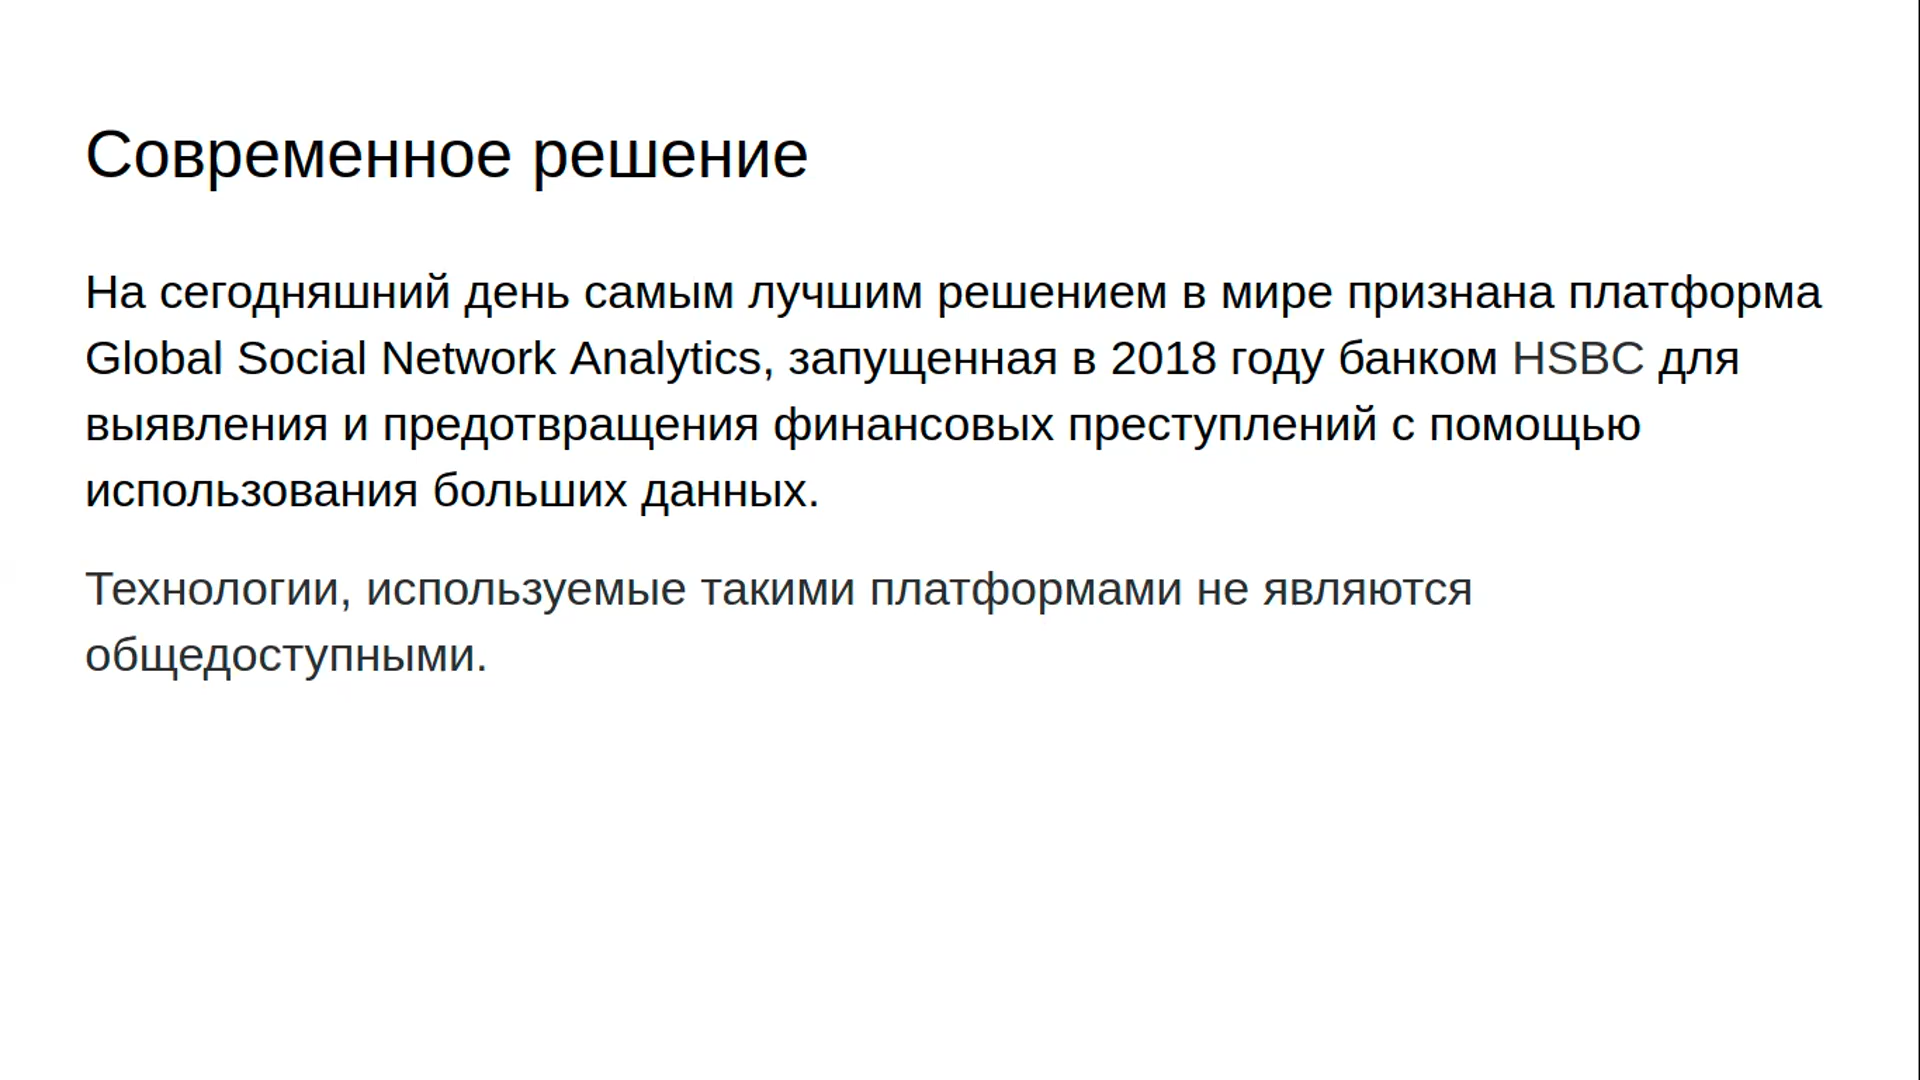 Современное решение
На сегодняшний день самым лучшим решением в мире признана платформа
Global Social Network Analytics, запущенная в 2018 году банком HSBC для
выявления и предотвращения финансовых преступлений с помощью
использования больших данных.
Технологии, используемые такими платформами не являются
общедоступными.